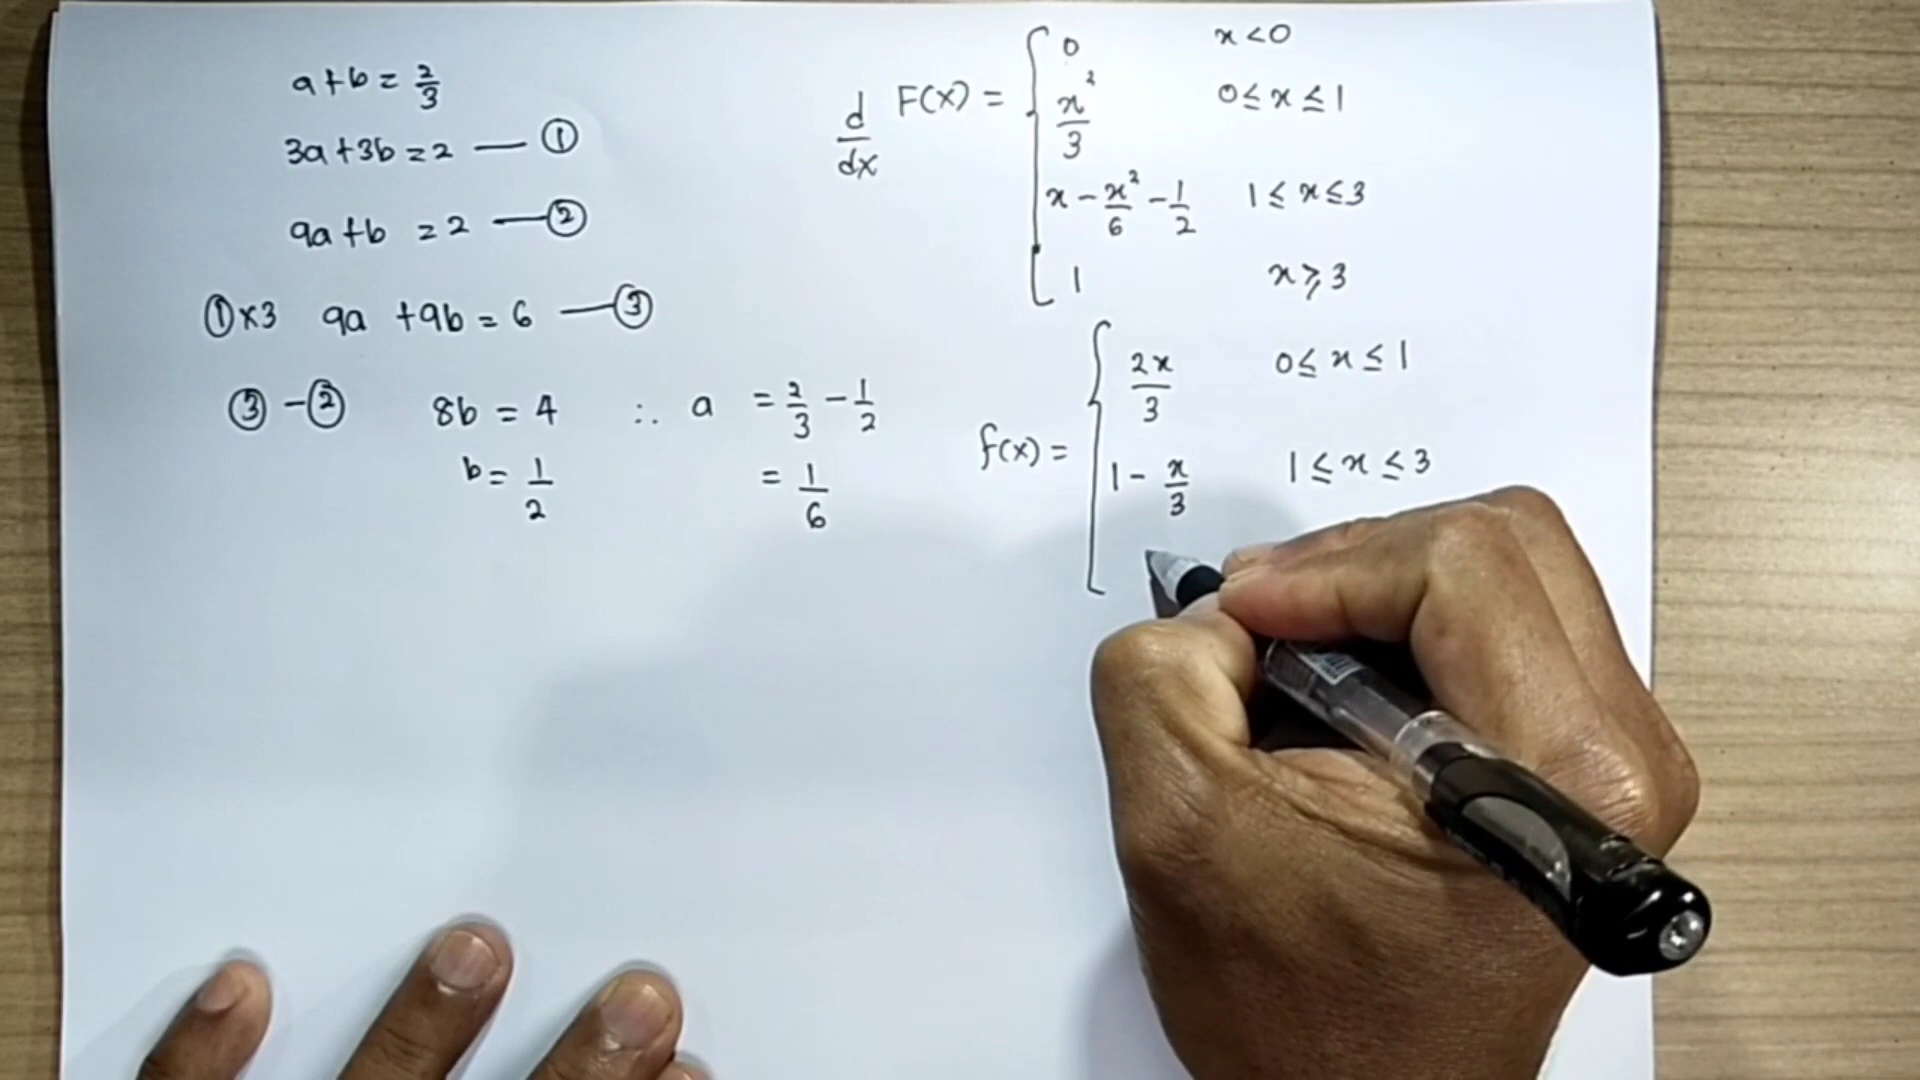 a + b = 2/3
3a + 3b = 2 — ①
9a + b = 2 — ②
① x 3 9a + 9b = 6 — ③
③ - ② 8b = 4 ∴ a = 2/3 - 1/2
b = 1/2 = 1/6
d/dx F(x) = { 0 x < 0
x²/3 0 ≤ x ≤ 1
x - x²/6 - 1/2 1 ≤ x ≤ 3
1 x ⩾ 3
f(x) = { 2x/3 0 ≤ x ≤ 1
1 - x/3 1 ≤ x ≤ 3